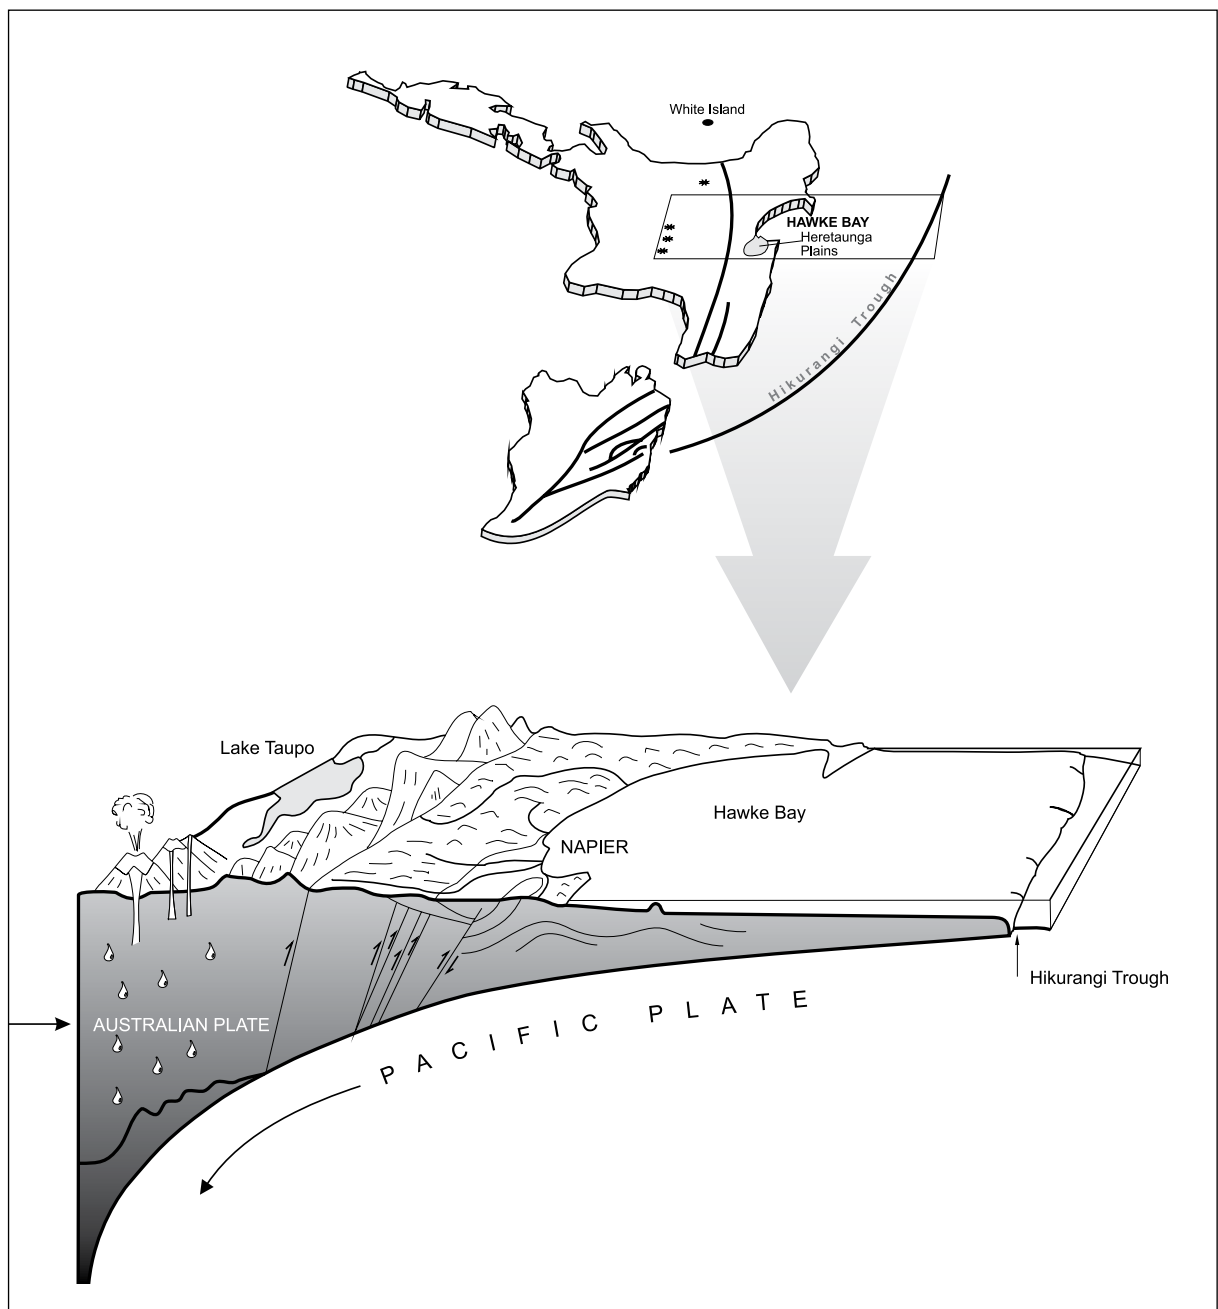 White Island
HAWKE BAY
Heretaunga
Plains
Hikurangi Trough
Lake Taupo
Hawke Bay
NAPIER
Hikurangi Trough
AUSTRALIAN PLATE
PACIFIC PLATE